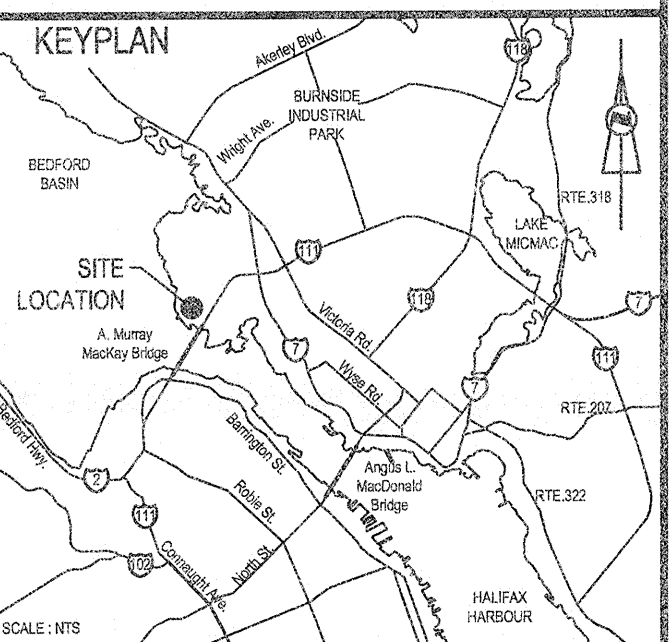 KEYPLAN
Akerley Blvd.
118
BURNSIDE
INDUSTRIAL
PARK
Wright Ave.
BEDFORD
BASIN
RTE.318
LAKE
MICMAC
111
SITE
LOCATION
118
7
Victoria Rd.
A. Murray
MacKay Bridge
7
Wyse Rd.
111
7
RTE.207
Bedford Hwy.
Barrington St.
Angus L.
MacDonald
Bridge
2
Robie St.
RTE.322
111
North St.
102
Connaught Ave.
HALIFAX
HARBOUR
SCALE : NTS